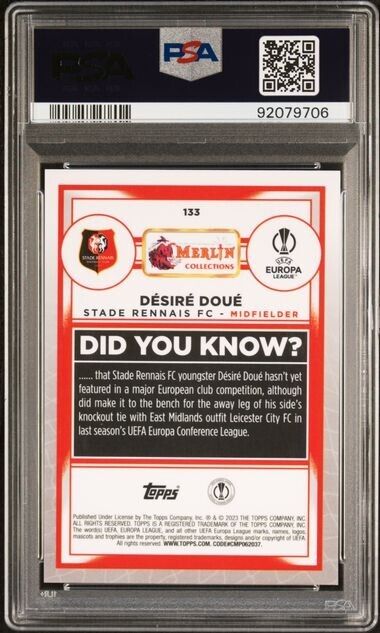 PSA
PSA
92079706
133
STADE RENNAIS
MERLIN
COLLECTIONS
UEFA
EUROPA
LEAGUE™
DÉSIRÉ DOUÉ
STADE RENNAIS FC - MIDFIELDER
DID YOU KNOW?
...... that Stade Rennais FC youngster Désiré Doué hasn't yet
featured in a major European club competition, although
did make it to the bench for the away leg of his side's
knockout tie with East Midlands outfit Leicester City FC in
last season's UEFA Europa Conference League.
Topps
Published Under License by The Topps Company, Inc. ® & © 2023 THE TOPPS COMPANY, INC
ALL RIGHTS RESERVED. TOPPS IS A REGISTERED TRADEMARK OF THE TOPPS COMPANY, INC.
The word(s) UEFA, EUROPA LEAGUE, and all other UEFA Europa League marks, names, logos
mascots and trophies are the property, registered trademarks, designs and/or copyright of UEFA
All rights reserved. WWW.TOPPS.COM. CODE#CMP062037.
PSA